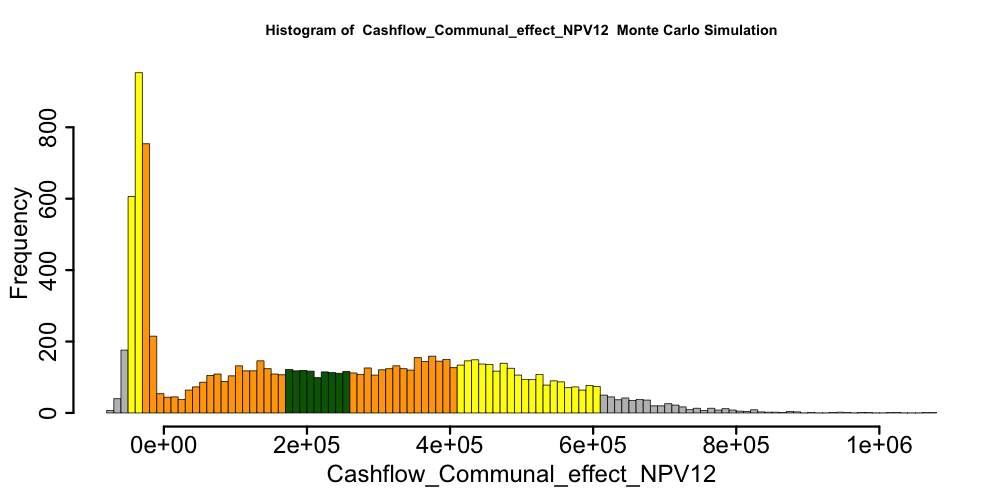 Histogram of  Cashflow_Communal_effect_NPV12  Monte Carlo Simulation
Frequency
800
600
400
200
0
0e+00 2e+05 4e+05 6e+05 8e+05 1e+06
Cashflow_Communal_effect_NPV12